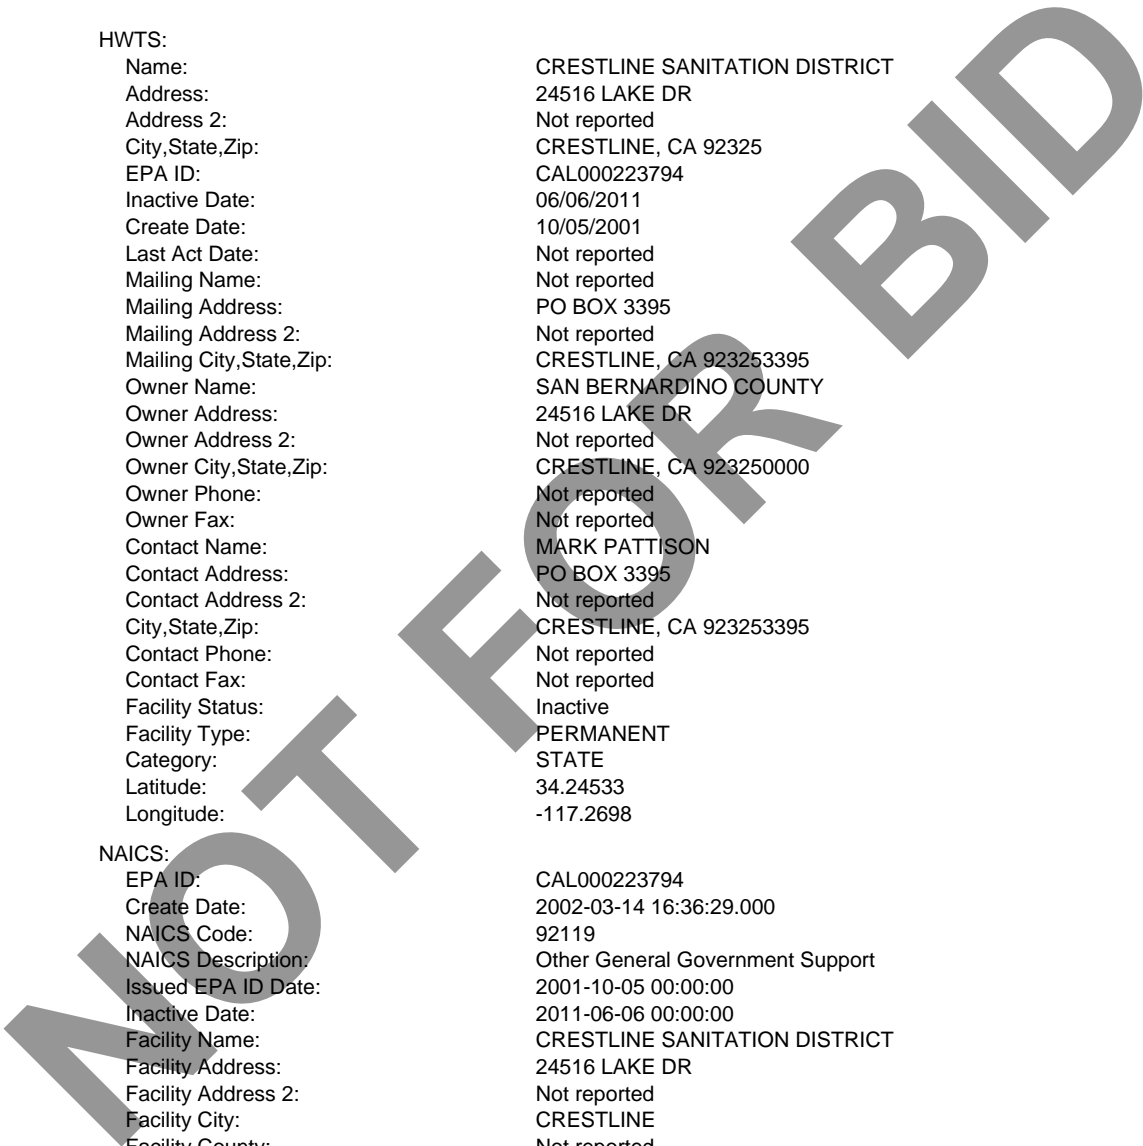 HWTS:
Name: CRESTLINE SANITATION DISTRICT
Address: 24516 LAKE DR
Address 2: Not reported
City,State,Zip: CRESTLINE, CA 92325
EPA ID: CAL000223794
Inactive Date: 06/06/2011
Create Date: 10/05/2001
Last Act Date: Not reported
Mailing Name: Not reported
Mailing Address: PO BOX 3395
Mailing Address 2: Not reported
Mailing City,State,Zip: CRESTLINE, CA 923253395
Owner Name: SAN BERNARDINO COUNTY
Owner Address: 24516 LAKE DR
Owner Address 2: Not reported
Owner City,State,Zip: CRESTLINE, CA 923250000
Owner Phone: Not reported
Owner Fax: Not reported
Contact Name: MARK PATTISON
Contact Address: PO BOX 3395
Contact Address 2: Not reported
City,State,Zip: CRESTLINE, CA 923253395
Contact Phone: Not reported
Contact Fax: Not reported
Facility Status: Inactive
Facility Type: PERMANENT
Category: STATE
Latitude: 34.24533
Longitude: -117.2698
NAICS:
EPA ID: CAL000223794
Create Date: 2002-03-14 16:36:29.000
NAICS Code: 92119
NAICS Description: Other General Government Support
Issued EPA ID Date: 2001-10-05 00:00:00
Inactive Date: 2011-06-06 00:00:00
Facility Name: CRESTLINE SANITATION DISTRICT
Facility Address: 24516 LAKE DR
Facility Address 2: Not reported
Facility City: CRESTLINE
Facility County: Not reported
NOT FOR BID